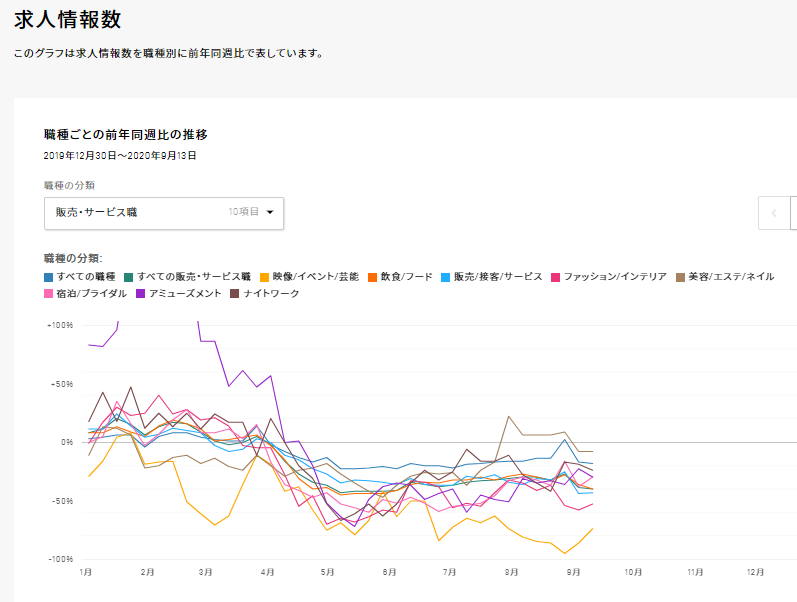 求人情報数
このグラフは求人情報数を職種別に前年同週比で表しています。
職種ごとの前年同週比の推移
2019年12月30日〜2020年9月13日
職種の分類
販売・サービス職 10項目
職種の分類:
すべての職種 すべての販売・サービス職 映像/イベント/芸能 飲食/フード 販売/接客/サービス ファッション/インテリア 美容/エステ/ネイル
宿泊/ブライダル アミューズメント ナイトワーク
+100%
+50%
0%
-50%
-100%
1月 2月 3月 4月 5月 6月 7月 8月 9月 10月 11月 12月